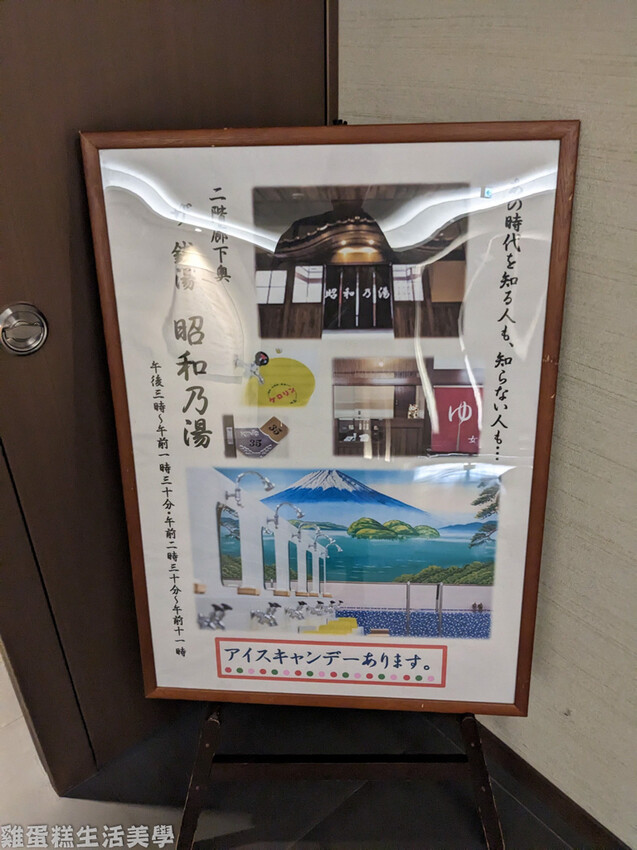 あの時代を知る人も、知らない人も…
二階廊下奥
銭湯 昭和乃湯
午後三時〜午前一時三十分・午前二時三十分〜午前十一時
昭和乃湯
ケロリン
35
35
ゆ
アイスキャンデーあります。
雞蛋糕生活美學